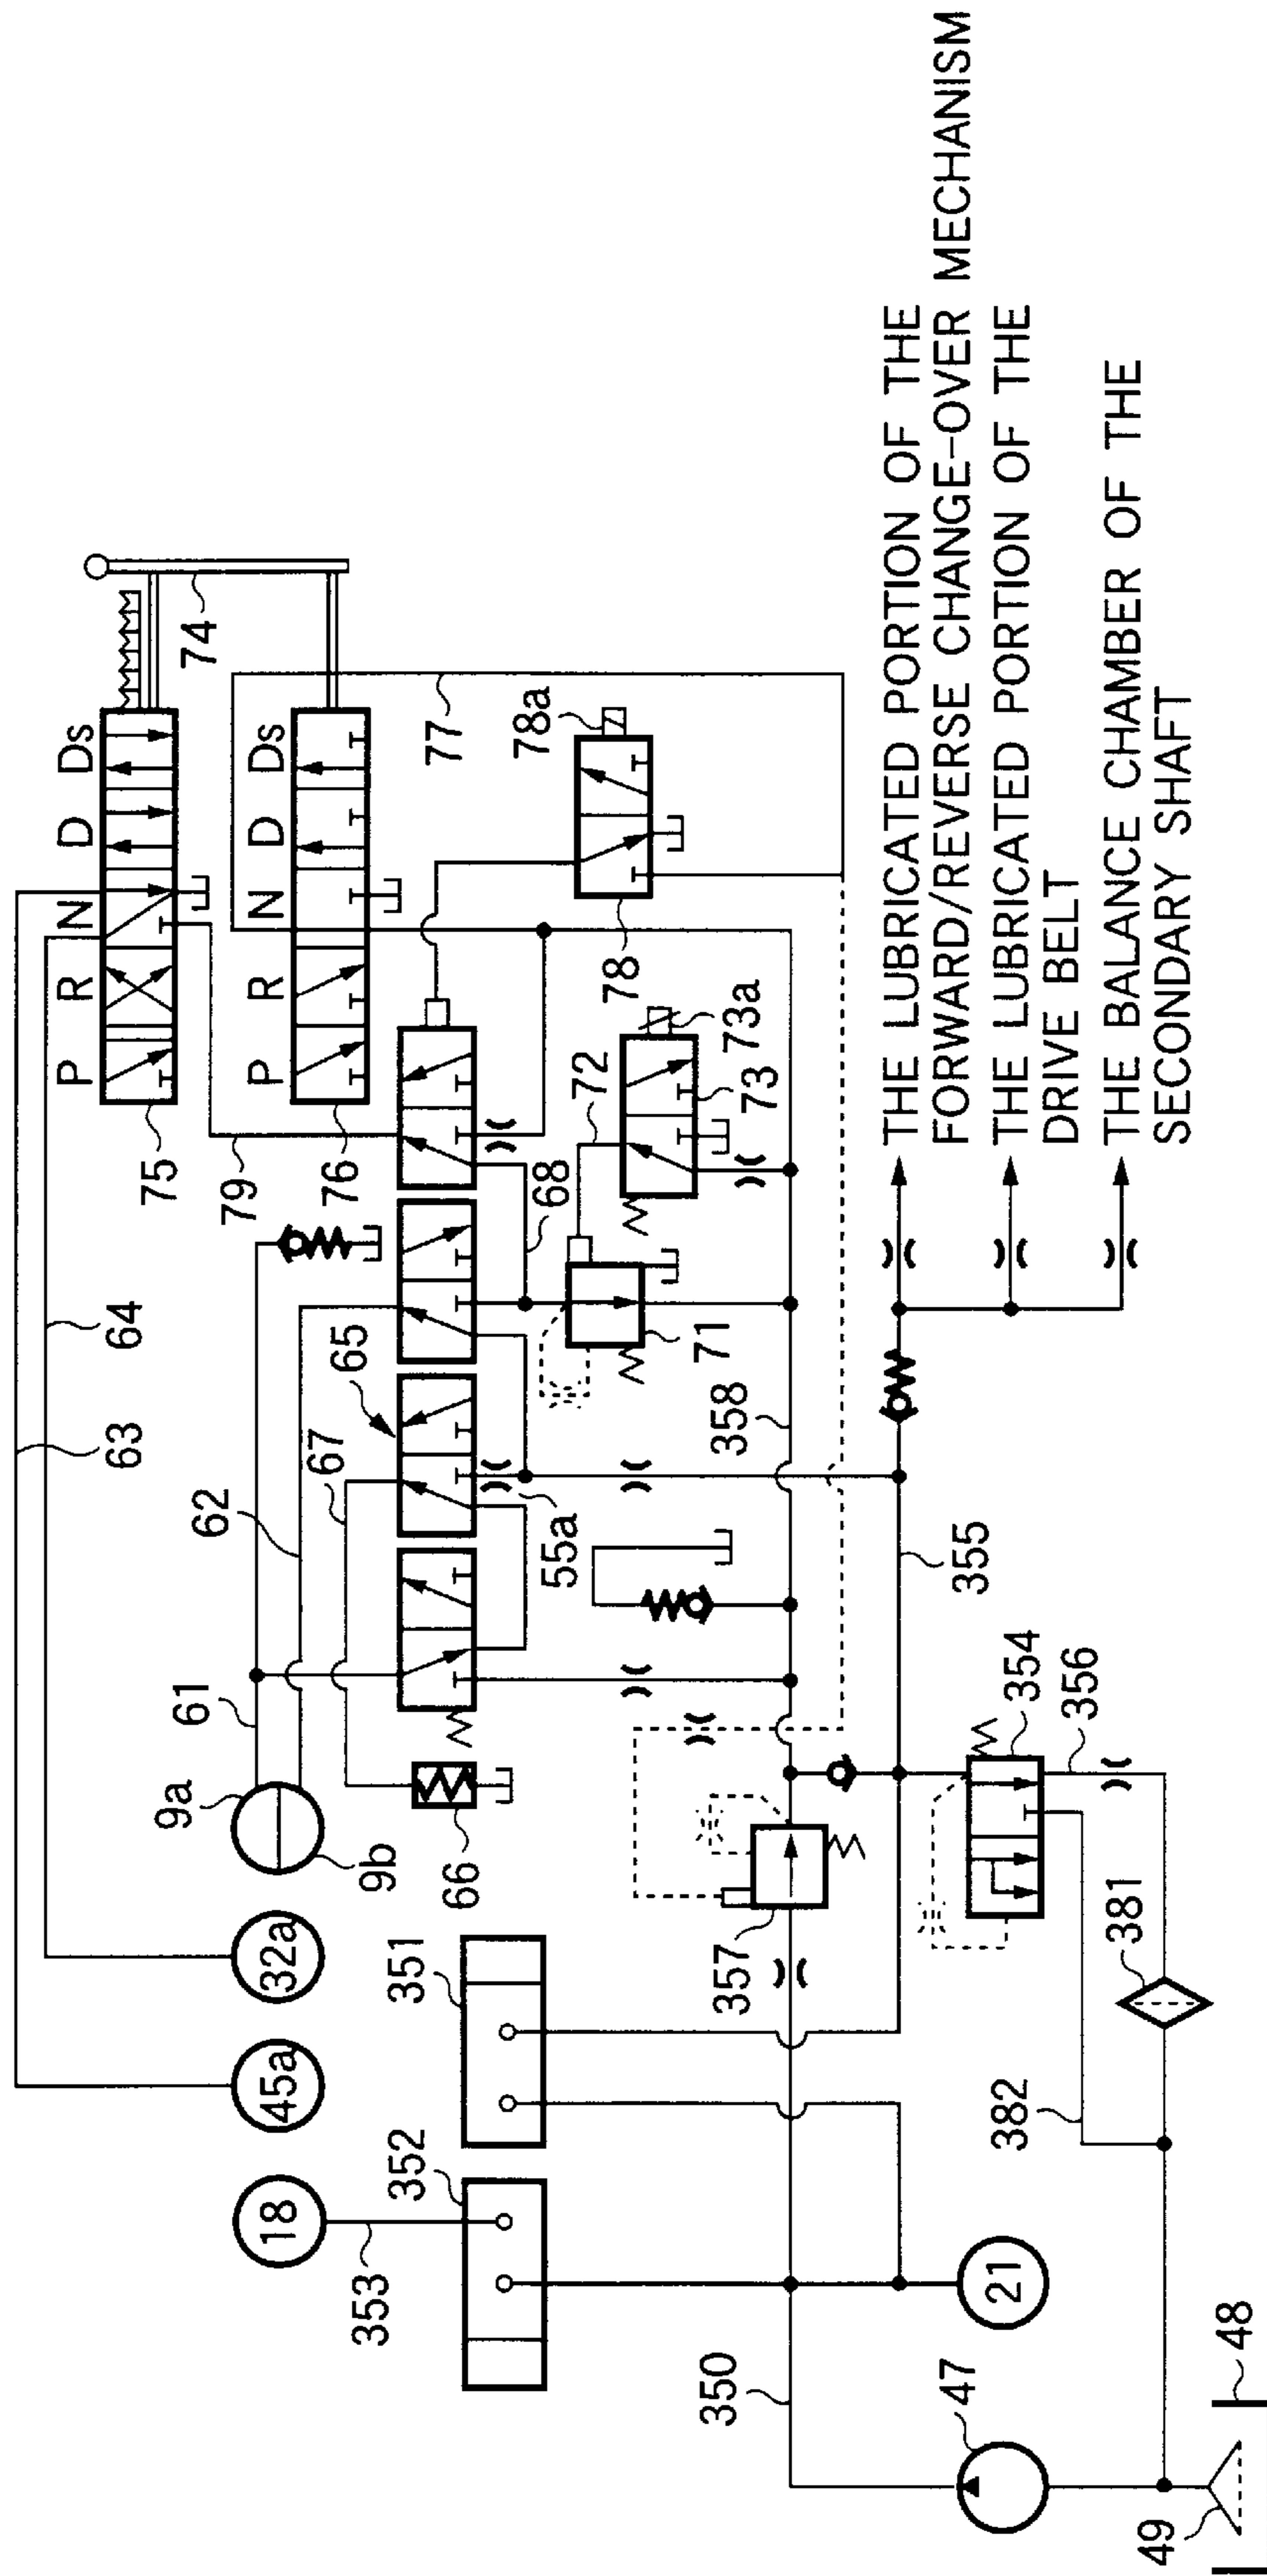 63
64
P R N D Ds
75
74
79
P R N D Ds
76
77
78a
78
62
61
67
65
68
72
73a
73
71
9a
9b
66
55a
358
32a
45a
18
353
352
351
357
355
354
356
381
382
350
21
47
49
48
THE LUBRICATED PORTION OF THE
FORWARD/REVERSE CHANGE-OVER MECHANISM
THE LUBRICATED PORTION OF THE
DRIVE BELT
THE BALANCE CHAMBER OF THE
SECONDARY SHAFT